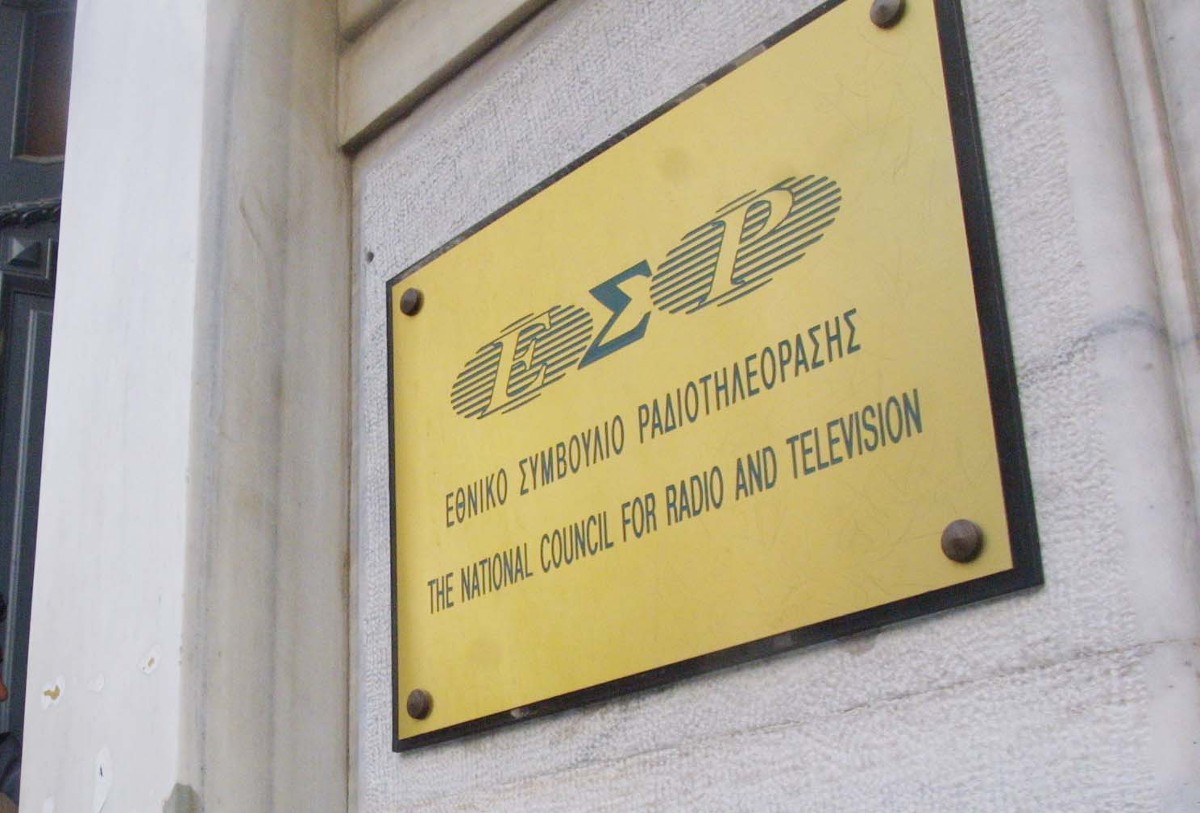 ΕΣΡ
ΕΘΝΙΚΟ ΣΥΜΒΟΥΛΙΟ ΡΑΔΙΟΤΗΛΕΟΡΑΣΗΣ
THE NATIONAL COUNCIL FOR RADIO AND TELEVISION